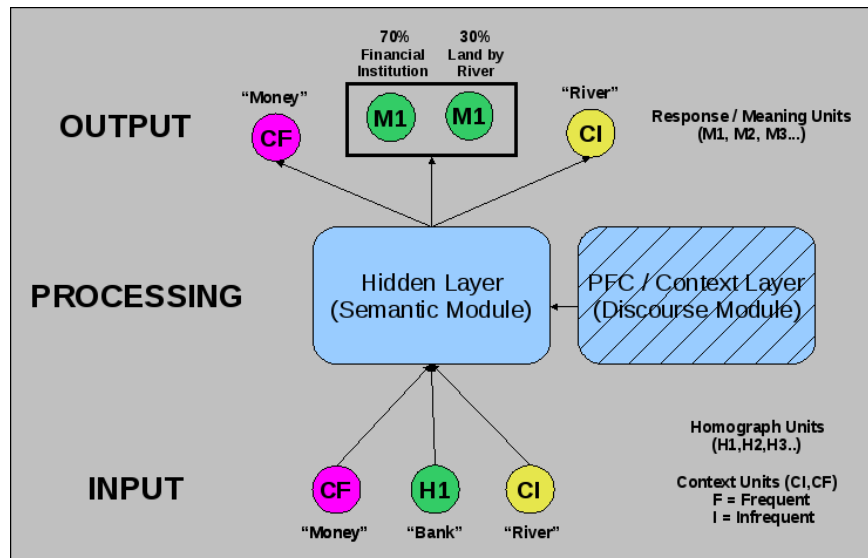 70%
Financial
Institution
30%
Land by
River
“Money”
“River”
OUTPUT
CF
M1
M1
CI
Response / Meaning Units
(M1, M2, M3...)
PROCESSING
Hidden Layer
(Semantic Module)
PFC / Context Layer
(Discourse Module)
Homograph Units
(H1,H2,H3..)
INPUT
CF
H1
CI
“Money”
“Bank”
“River”
Context Units (CI,CF)
F = Frequent
I = Infrequent